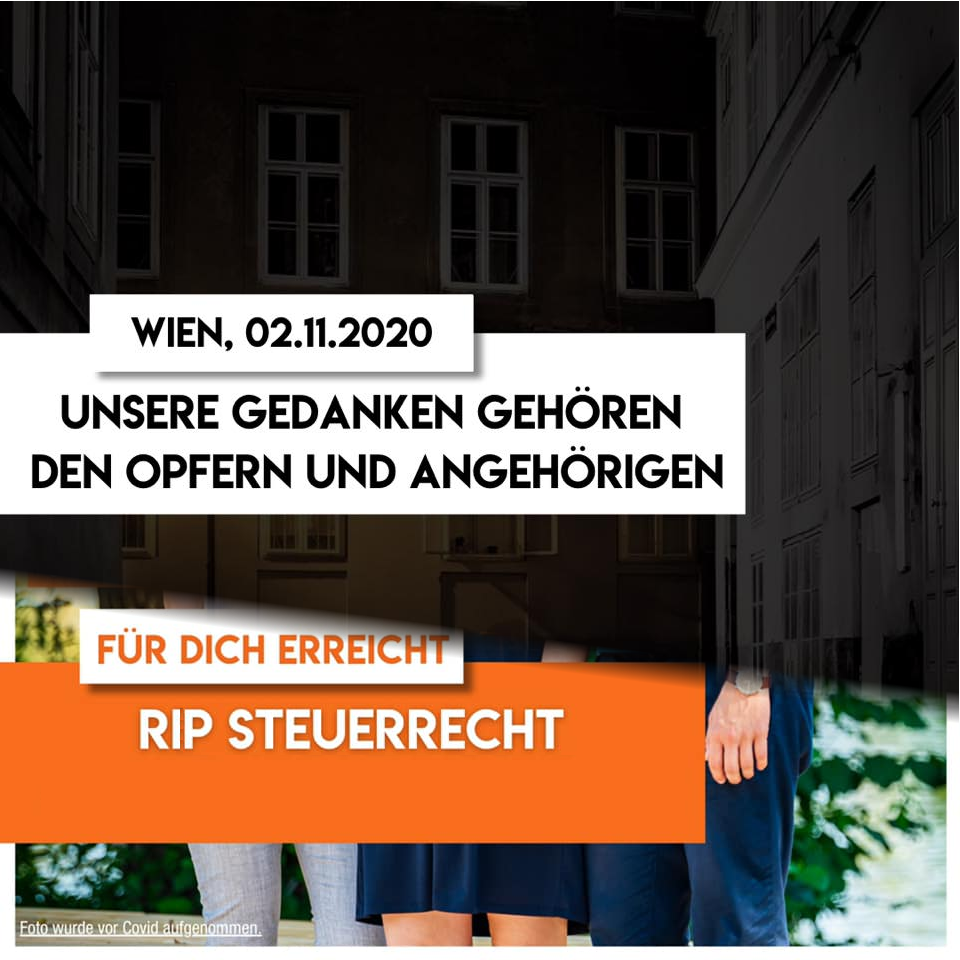 WIEN, 02.11.2020
UNSERE GEDANKEN GEHÖREN
DEN OPFERN UND ANGEHÖRIGEN
FÜR DICH ERREICHT
RIP STEUERRECHT
Foto wurde vor Covid aufgenommen.